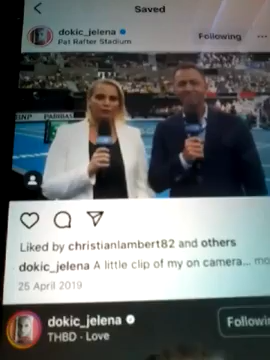 Saved
dokic_jelena
Pat Rafter Stadium
Following
BNP PARIBAS
Liked by christianlambert82 and others
dokic_jelena A little clip of my on camera... mo
25 April 2019
dokic_jelena
THBD · Love
Followin